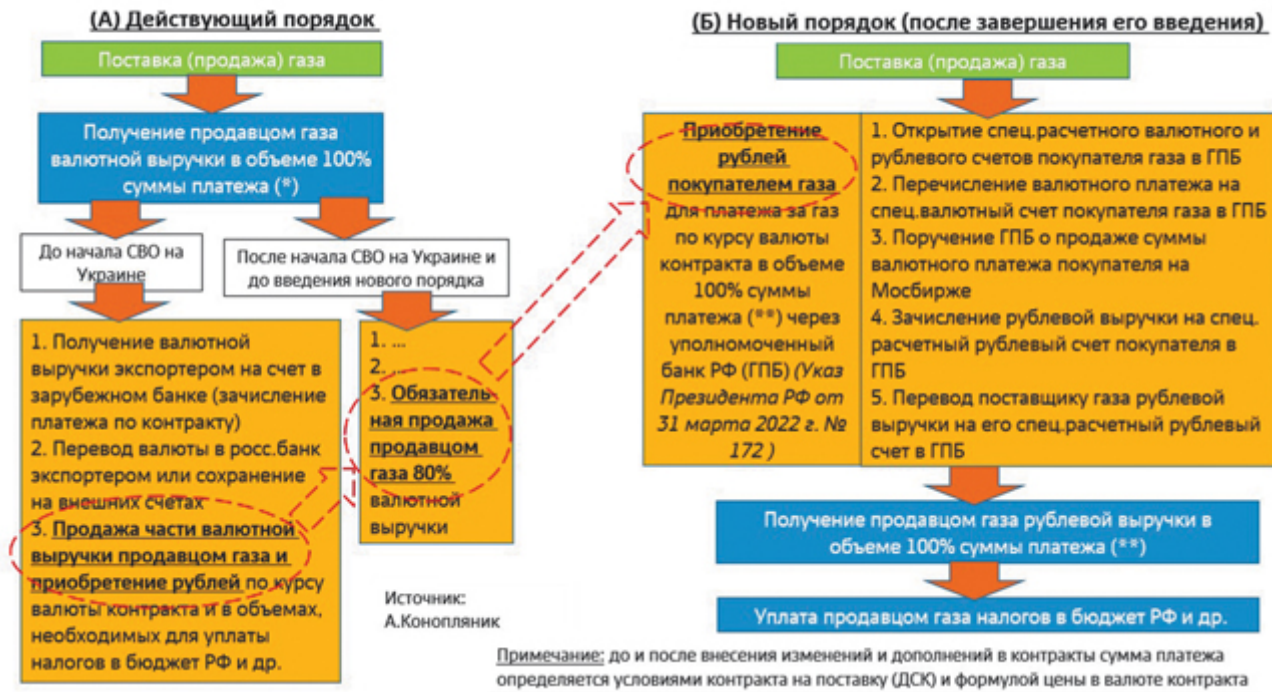 (А) Действующий порядок
Поставка (продажа) газа
Получение продавцом газа
валютной выручки в объеме 100%
суммы платежа (*)
До начала СВО на
Украине
После начала СВО на Украине и
до введения нового порядка
1. Получение валютной
выручки экспортером на счет в
зарубежном банке (зачисление
платежа по контракту)
2. Перевод валюты в росс.банк
экспортером или сохранение
на внешних счетах
3. Продажа части валютной
выручки продавцом газа и
приобретение рублей по курсу
валюты контракта и в объемах,
необходимых для уплаты
налогов в бюджет РФ и др.
1. ...
2. ...
3. Обязатель-
ная продажа
продавцом
газа 80%
валютной
выручки
Источник:
А.Конопляник
(Б) Новый порядок (после завершения его введения)
Поставка (продажа) газа
Приобретение
рублей
покупателем газа
для платежа за газ
по курсу валюты
контракта в объеме
100% суммы
платежа (**) через
уполномоченный
банк РФ (ГПБ) (Указ
Президента РФ от
31 марта 2022 г. №
172 )
1. Открытие спец.расчетного валютного и
рублевого счетов покупателя газа в ГПБ
2. Перечисление валютного платежа на
спец.валютный счет покупателя газа в ГПБ
3. Поручение ГПБ о продаже суммы
валютного платежа покупателя на
Мосбирже
4. Зачисление рублевой выручки на спец.
расчетный рублевый счет покупателя в
ГПБ
5. Перевод поставщику газа рублевой
выручки на его спец.расчетный рублевый
счет в ГПБ
Получение продавцом газа рублевой выручки в
объеме 100% суммы платежа (**)
Уплата продавцом газа налогов в бюджет РФ и др.
Примечание: до и после внесения изменений и дополнений в контракты сумма платежа
определяется условиями контракта на поставку (ДСК) и формулой цены в валюте контракта